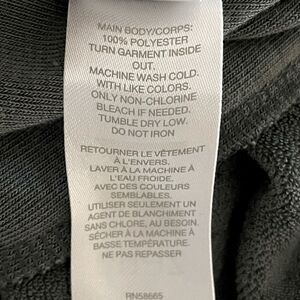 MAIN BODY/CORPS:
100% POLYESTER
TURN GARMENT INSIDE
OUT.
MACHINE WASH COLD.
WITH LIKE COLORS.
ONLY NON-CHLORINE
BLEACH IF NEEDED.
TUMBLE DRY LOW.
DO NOT IRON
RETOURNER LE VÊTEMENT
À L'ENVERS.
LAVER À LA MACHINE À
L'EAU FROIDE.
AVEC DES COULEURS
SEMBLABLES.
UTILISER SEULEMENT UN
AGENT DE BLANCHIMENT
SANS CHLORE, AU BESOIN.
SÉCHER À LA MACHINE À
BASSE TEMPÉRATURE.
NE PAS REPASSER
RN58665